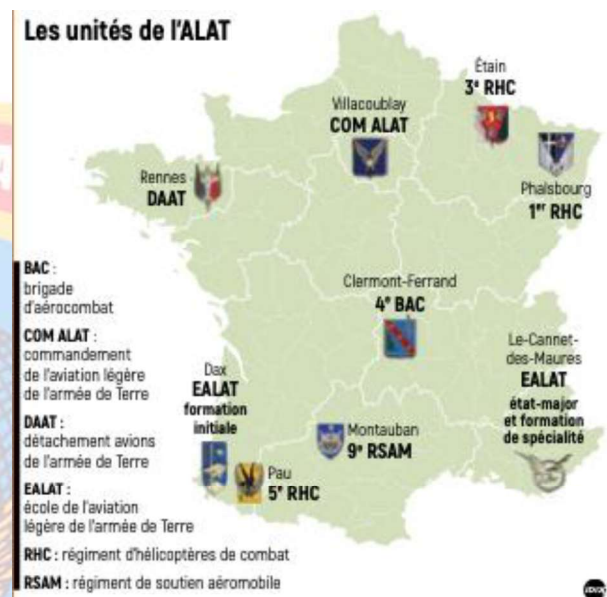 Les unités de l'ALAT
Étain
3e RHC
Villacoublay
COM ALAT
Phalsbourg
1er RHC
Rennes
DAAT
Clermont-Ferrand
4e BAC
Le-Cannet-
des-Maures
EALAT
état-major
et formation
de spécialité
Dax
EALAT
formation
initiale
Montauban
9e RSAM
Pau
5e RHC
BAC :
brigade
d'aérocombat
COM ALAT :
commandement
de l'aviation légère
de l'armée de Terre
DAAT :
détachement avions
de l'armée de Terre
EALAT :
école de l'aviation
légère de l'armée de Terre
RHC : régiment d'hélicoptères de combat
RSAM : régiment de soutien aéromobile